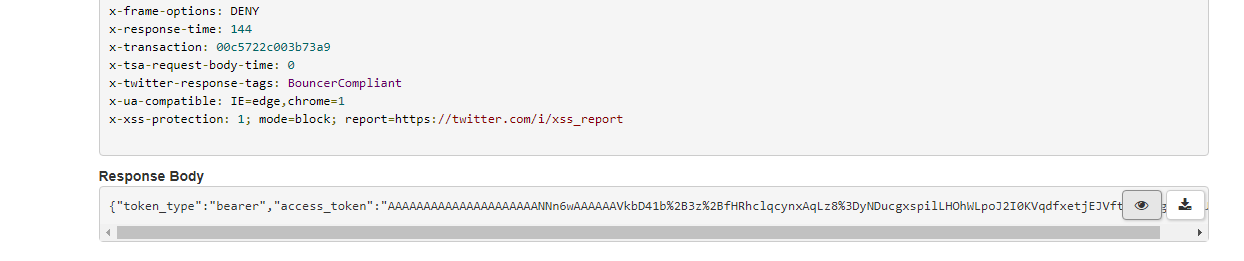 x-frame-options: DENY
x-response-time: 144
x-transaction: 00c5722c003b73a9
x-tsa-request-body-time: 0
x-twitter-response-tags: BouncerCompliant
x-ua-compatible: IE=edge,chrome=1
x-xss-protection: 1; mode=block; report=https://twitter.com/i/xss_report
Response Body
{"token_type":"bearer","access_token":"AAAAAAAAAAAAAAAAAAAAANNn6wAAAAAAVkbD41b%2B3z%2BfHRhclqcynxAqLz8%3DyNDucgxspilLHOhWLpoJ2I0KVqdfxetjEJVft